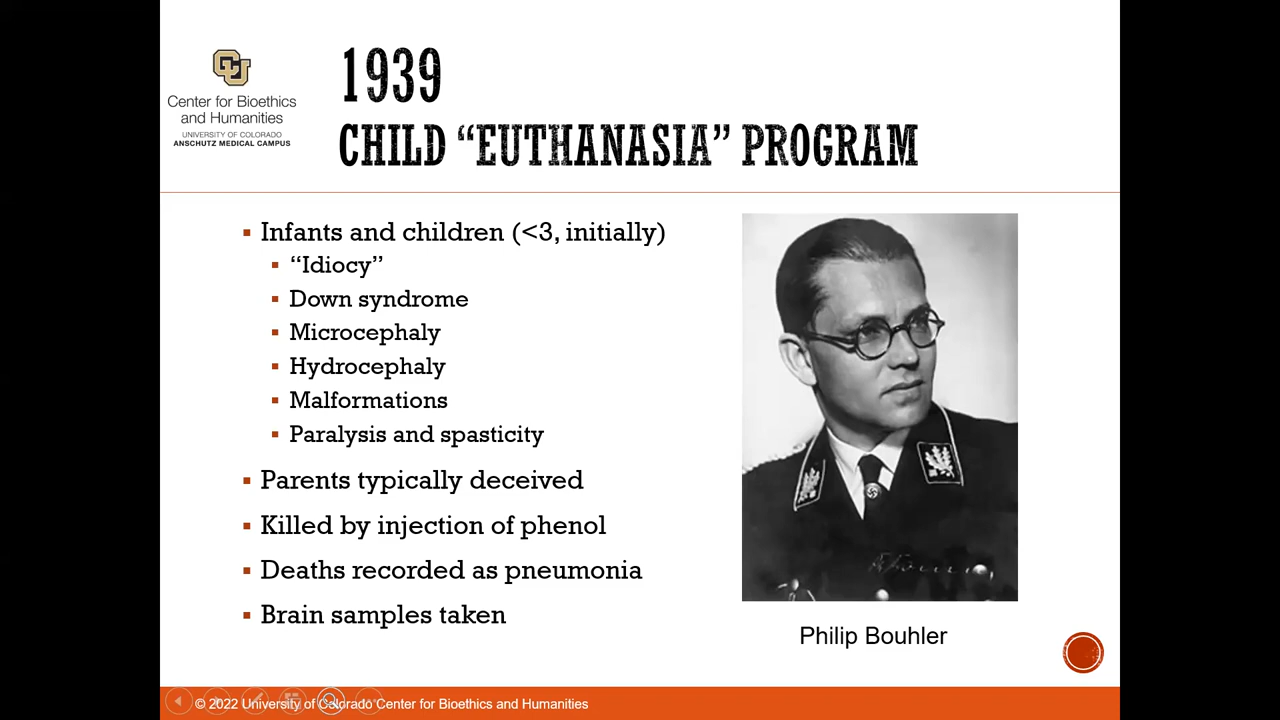 CU
Center for Bioethics
and Humanities
UNIVERSITY OF COLORADO
ANSCHUTZ MEDICAL CAMPUS
1939
CHILD “EUTHANASIA” PROGRAM
Infants and children (<3, initially)
“Idiocy”
Down syndrome
Microcephaly
Hydrocephaly
Malformations
Paralysis and spasticity
Parents typically deceived
Killed by injection of phenol
Deaths recorded as pneumonia
Brain samples taken
Philip Bouhler
© 2022 University of Colorado Center for Bioethics and Humanities